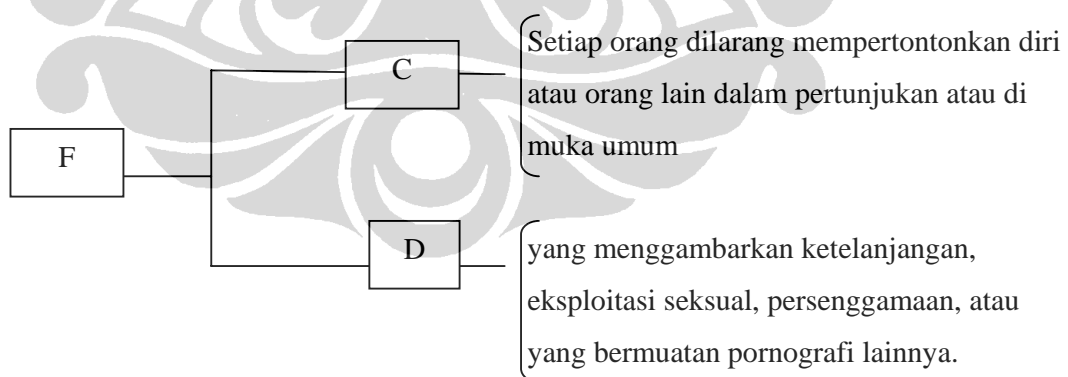 C
Setiap orang dilarang mempertontonkan diri
atau orang lain dalam pertunjukan atau di
muka umum
F
D
yang menggambarkan ketelanjangan,
eksploitasi seksual, persenggamaan, atau
yang bermuatan pornografi lainnya.